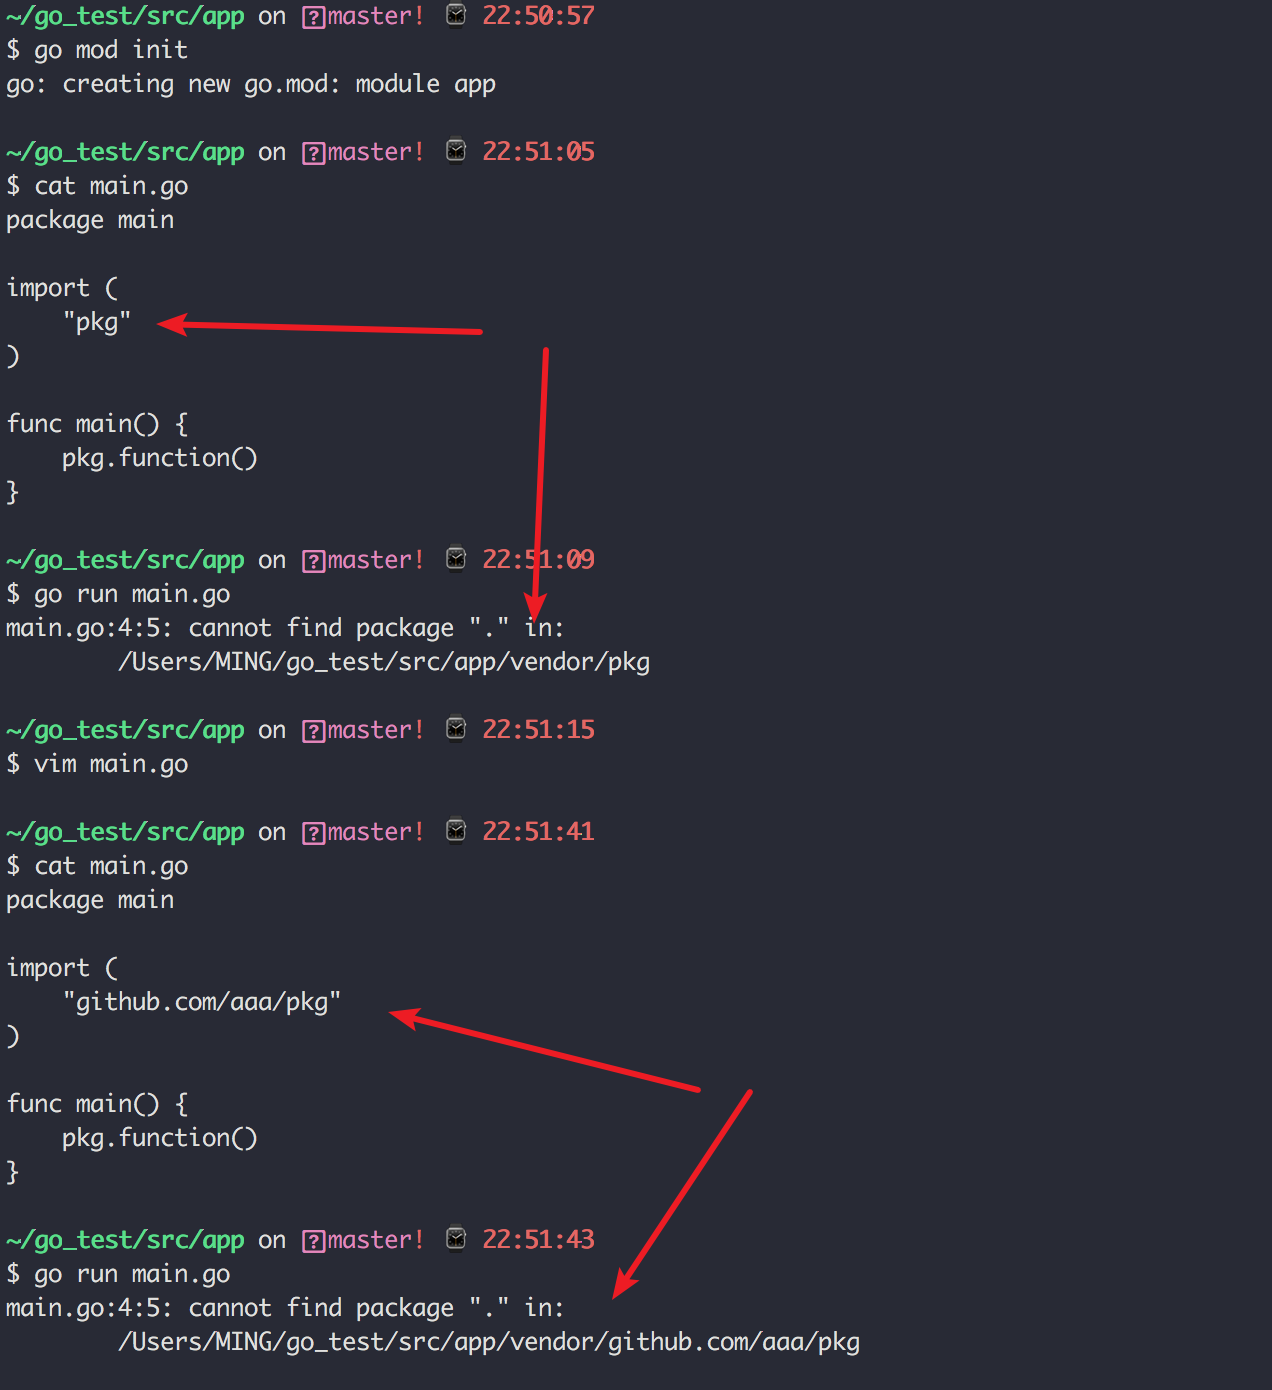 ~/go_test/src/app on ?master! ⌚ 22:50:57
$ go mod init
go: creating new go.mod: module app
~/go_test/src/app on ?master! ⌚ 22:51:05
$ cat main.go
package main
import (
"pkg"
)
func main() {
pkg.function()
}
~/go_test/src/app on ?master! ⌚ 22:51:09
$ go run main.go
main.go:4:5: cannot find package "." in:
/Users/MING/go_test/src/app/vendor/pkg
~/go_test/src/app on ?master! ⌚ 22:51:15
$ vim main.go
~/go_test/src/app on ?master! ⌚ 22:51:41
$ cat main.go
package main
import (
"github.com/aaa/pkg"
)
func main() {
pkg.function()
}
~/go_test/src/app on ?master! ⌚ 22:51:43
$ go run main.go
main.go:4:5: cannot find package "." in:
/Users/MING/go_test/src/app/vendor/github.com/aaa/pkg